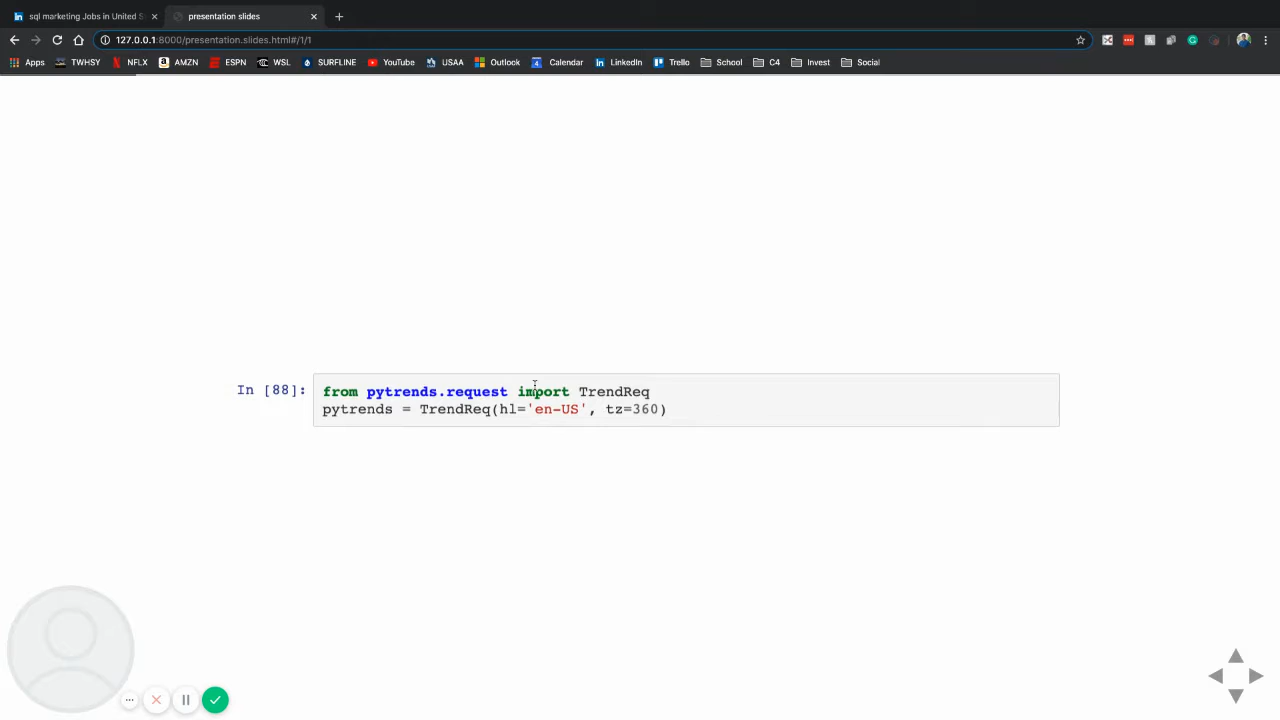 sql marketing Jobs in United S
presentation slides
127.0.0.1:8000/presentation.slides.html#/1/1
Apps TWHSY NFLX AMZN ESPN WSL SURFLINE YouTube USAA Outlook Calendar LinkedIn Trello School C4 Invest Social
In [88]: from pytrends.request import TrendReq
pytrends = TrendReq(hl='en-US', tz=360)